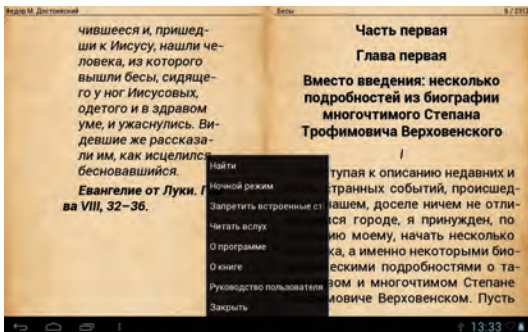 Федор М. Достоевский
Бесы
чившееся и, пришед-
ши к Иисусу, нашли че-
ловека, из которого
вышли бесы, сидяще-
го у ног Иисусовых,
одетого и в здравом
уме, и ужаснулись. Ви-
девшие же рассказа-
ли им, как исцелился
бесновавшийся.
Евангелие от Луки. Г
ва VIII, 32–36.
Часть первая
Глава первая
Вместо введения: несколько
подробностей из биографии
многочтимого Степана
Трофимовича Верховенского
I
тупая к описанию недавних и
странных событий, происшед-
нашем, доселе ничем не отли-
ся городе, я принужден, по
ию моему, начать несколько
ка, а именно некоторыми био-
ческими подробностями о та-
вом и многочтимом Степане
мовиче Верховенском. Пусть
Найти
Ночной режим
Запретить встроенные ст
Читать вслух
О программе
О книге
Руководство пользователя
Закрыть
13:33